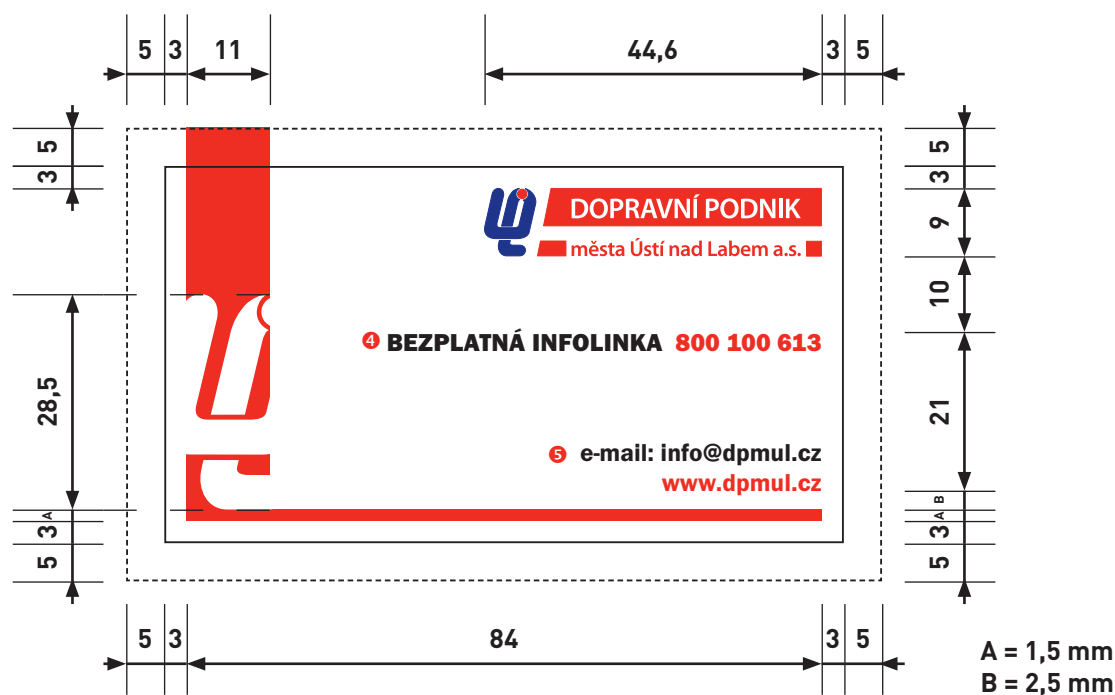 5 3 11 44,6 3 5
5
3
28,5
A
3
5
5
3
9
10
21
B
A
3
5
DOPRAVNÍ PODNIK
města Ústí nad Labem a.s.
4 BEZPLATNÁ INFOLINKA 800 100 613
5 e-mail: info@dpmul.cz
www.dpmul.cz
5 3 84 3 5
A = 1,5 mm
B = 2,5 mm